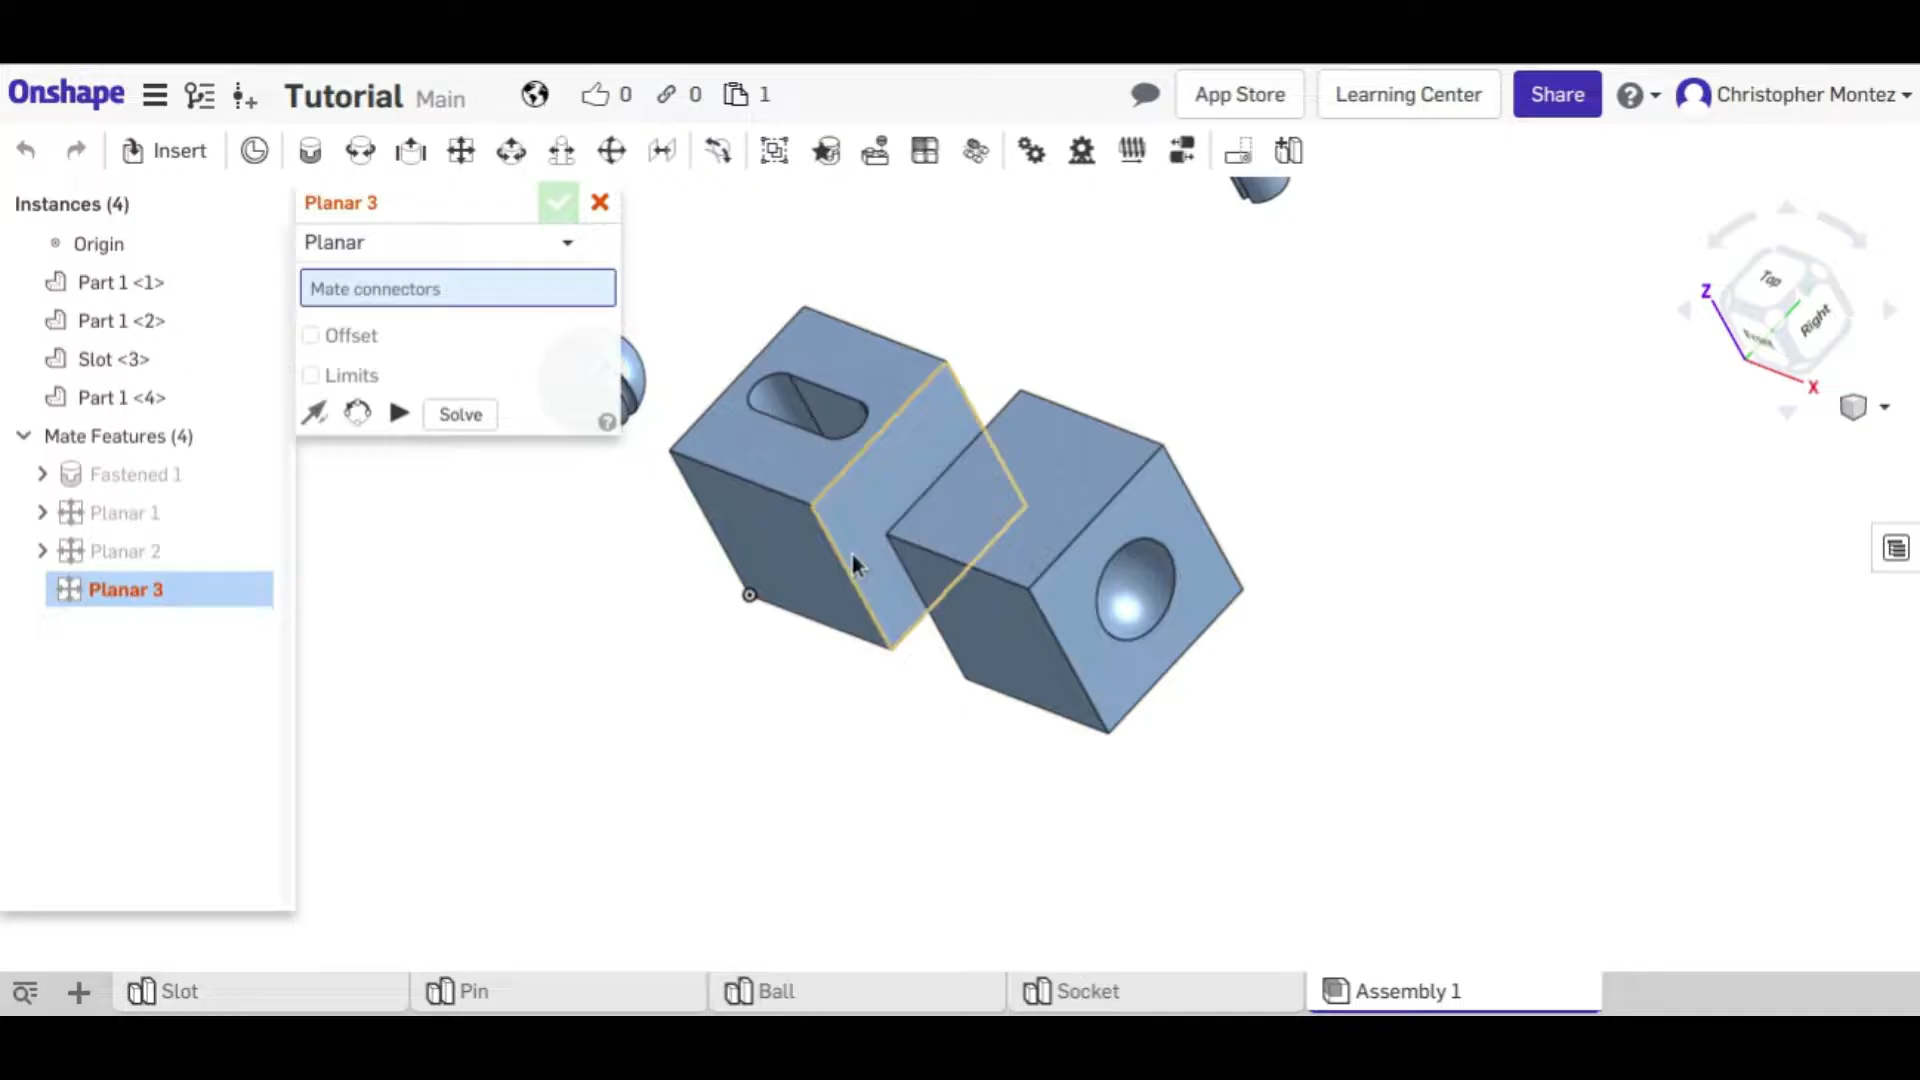 Onshape
Tutorial Main
0
0
1
App Store
Learning Center
Share
Christopher Montez
Insert
Instances (4)
Origin
Part 1 <1>
Part 1 <2>
Slot <3>
Part 1 <4>
Mate Features (4)
Fastened 1
Planar 1
Planar 2
Planar 3
Planar 3
Planar
Mate connectors
Offset
Limits
Solve
Top
Front
Right
Z
X
Slot
Pin
Ball
Socket
Assembly 1